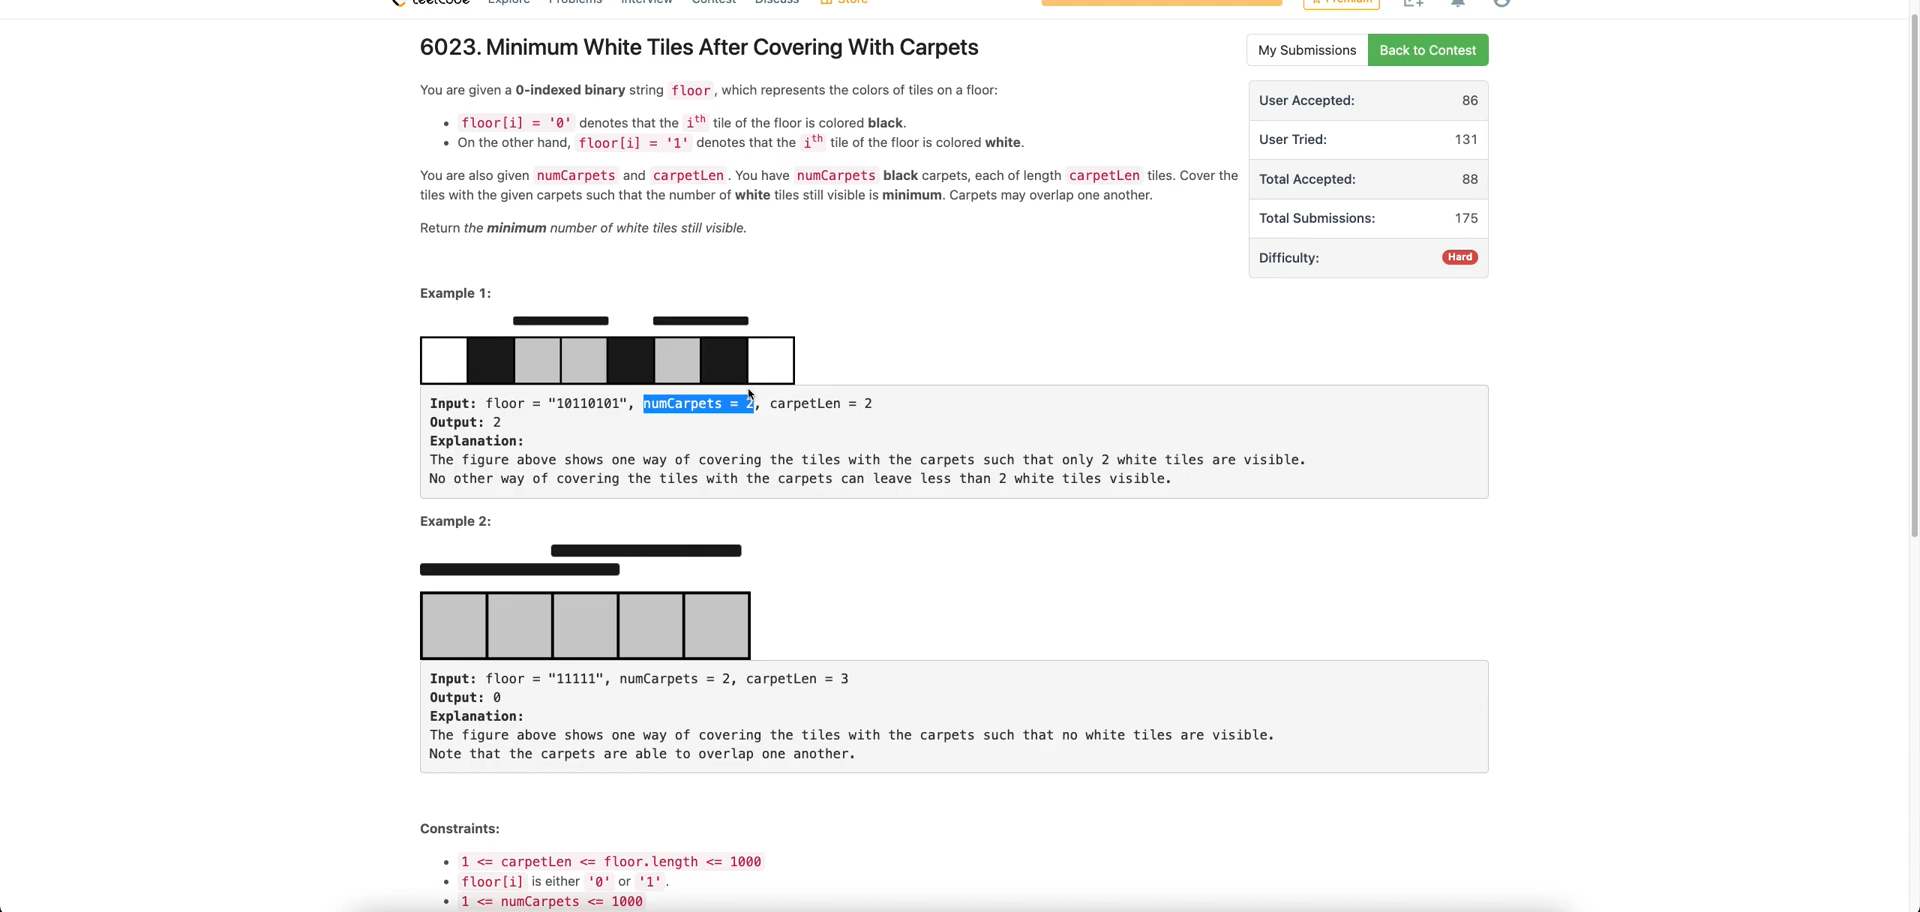 LeetCode Explore Problems Interview Contest Discuss Store Premium
6023. Minimum White Tiles After Covering With Carpets
My Submissions Back to Contest
You are given a 0-indexed binary string floor, which represents the colors of tiles on a floor:
floor[i] = '0' denotes that the ith tile of the floor is colored black.
On the other hand, floor[i] = '1' denotes that the ith tile of the floor is colored white.
You are also given numCarpets and carpetLen. You have numCarpets black carpets, each of length carpetLen tiles. Cover the
tiles with the given carpets such that the number of white tiles still visible is minimum. Carpets may overlap one another.
Return the minimum number of white tiles still visible.
User Accepted: 86
User Tried: 131
Total Accepted: 88
Total Submissions: 175
Difficulty: Hard
Example 1:
Input: floor = "10110101", numCarpets = 2, carpetLen = 2
Output: 2
Explanation:
The figure above shows one way of covering the tiles with the carpets such that only 2 white tiles are visible.
No other way of covering the tiles with the carpets can leave less than 2 white tiles visible.
Example 2:
Input: floor = "11111", numCarpets = 2, carpetLen = 3
Output: 0
Explanation:
The figure above shows one way of covering the tiles with the carpets such that no white tiles are visible.
Note that the carpets are able to overlap one another.
Constraints:
1 <= carpetLen <= floor.length <= 1000
floor[i] is either '0' or '1'.
1 <= numCarpets <= 1000